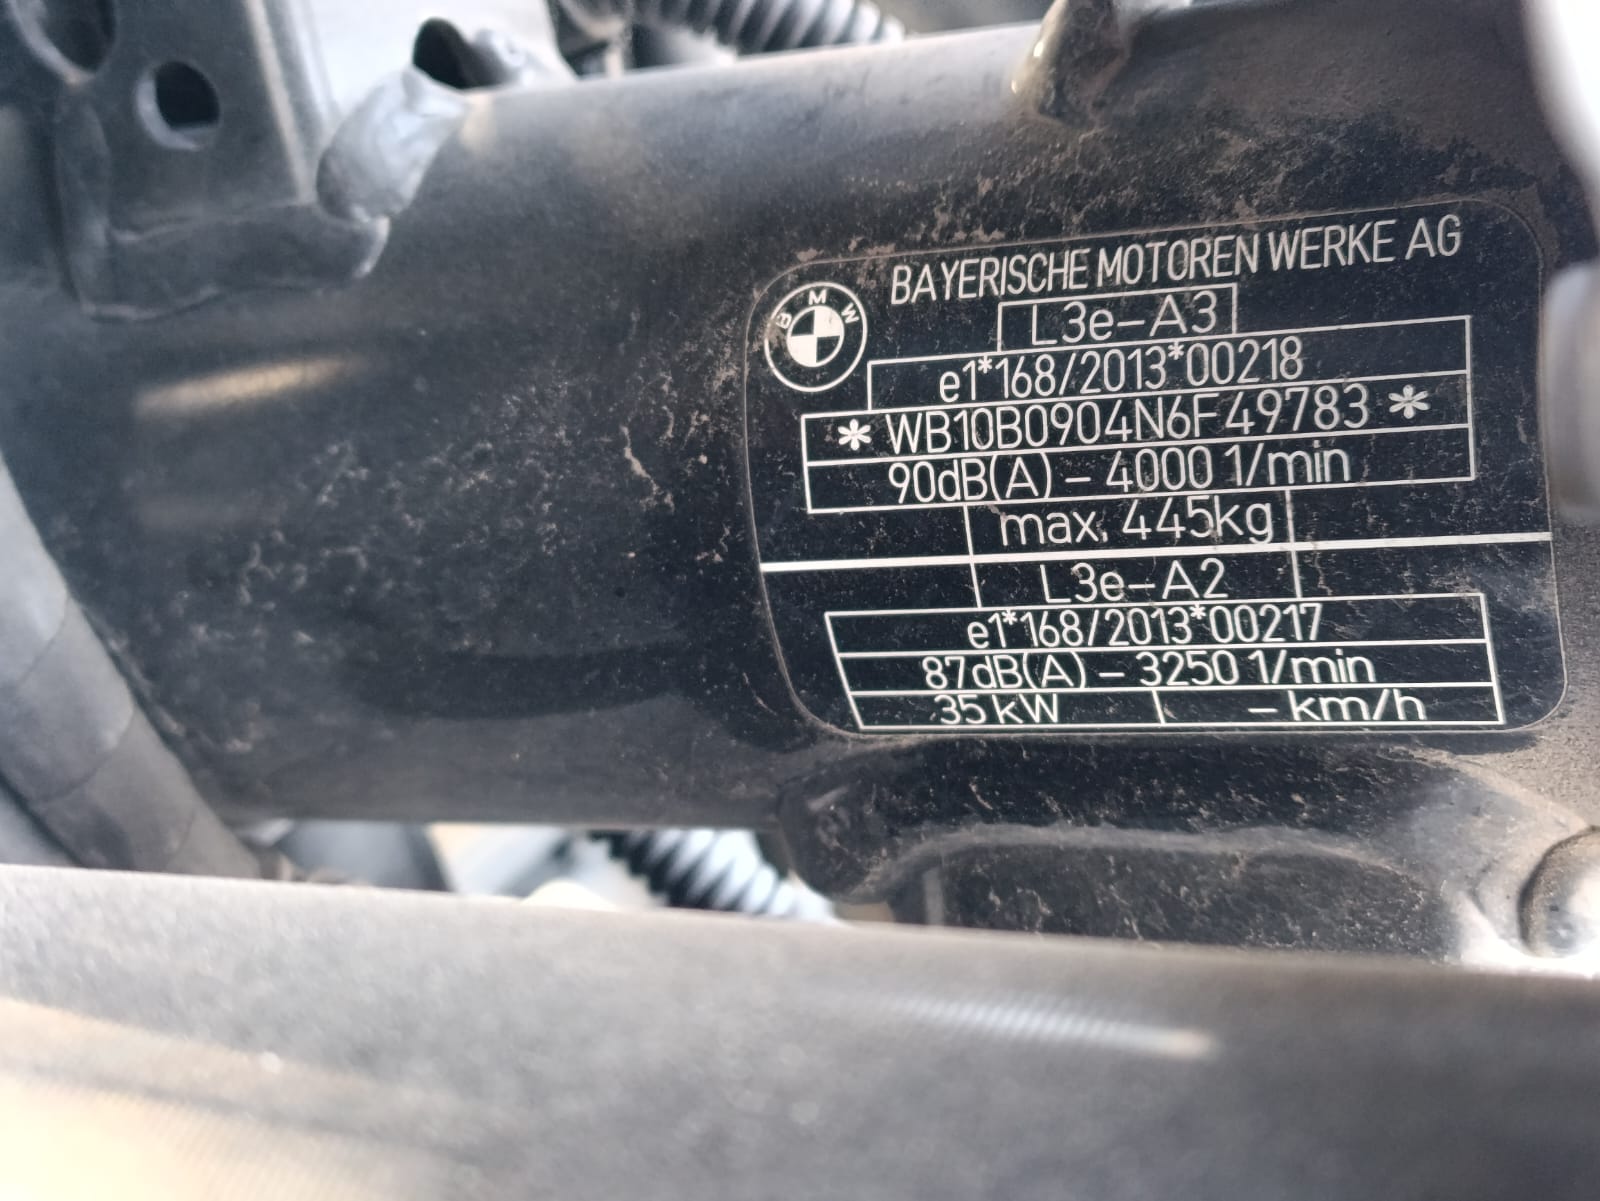 BMW
BAYERISCHE MOTOREN WERKE AG
L3e-A3
e1*168/2013*00218
* WB10B0904N6F49783 *
90dB(A) - 4000 1/min
max. 445kg
L3e-A2
e1*168/2013*00217
87dB(A) - 3250 1/min
35 kW - km/h